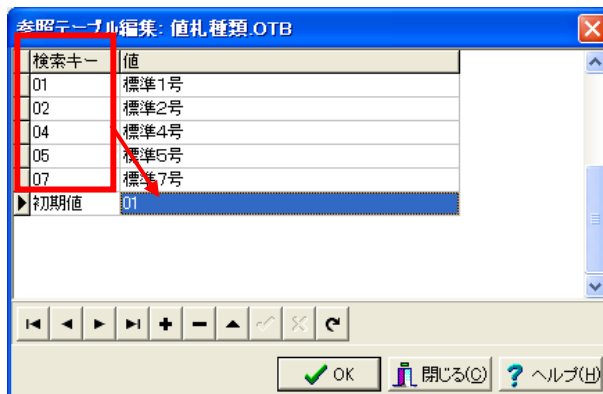 参照テーブル編集: 値札種類.OTB
検索キー 値
01 標準1号
02 標準2号
04 標準4号
05 標準5号
07 標準7号
初期値 01
OK 閉じる(C) ? ヘルプ(H)